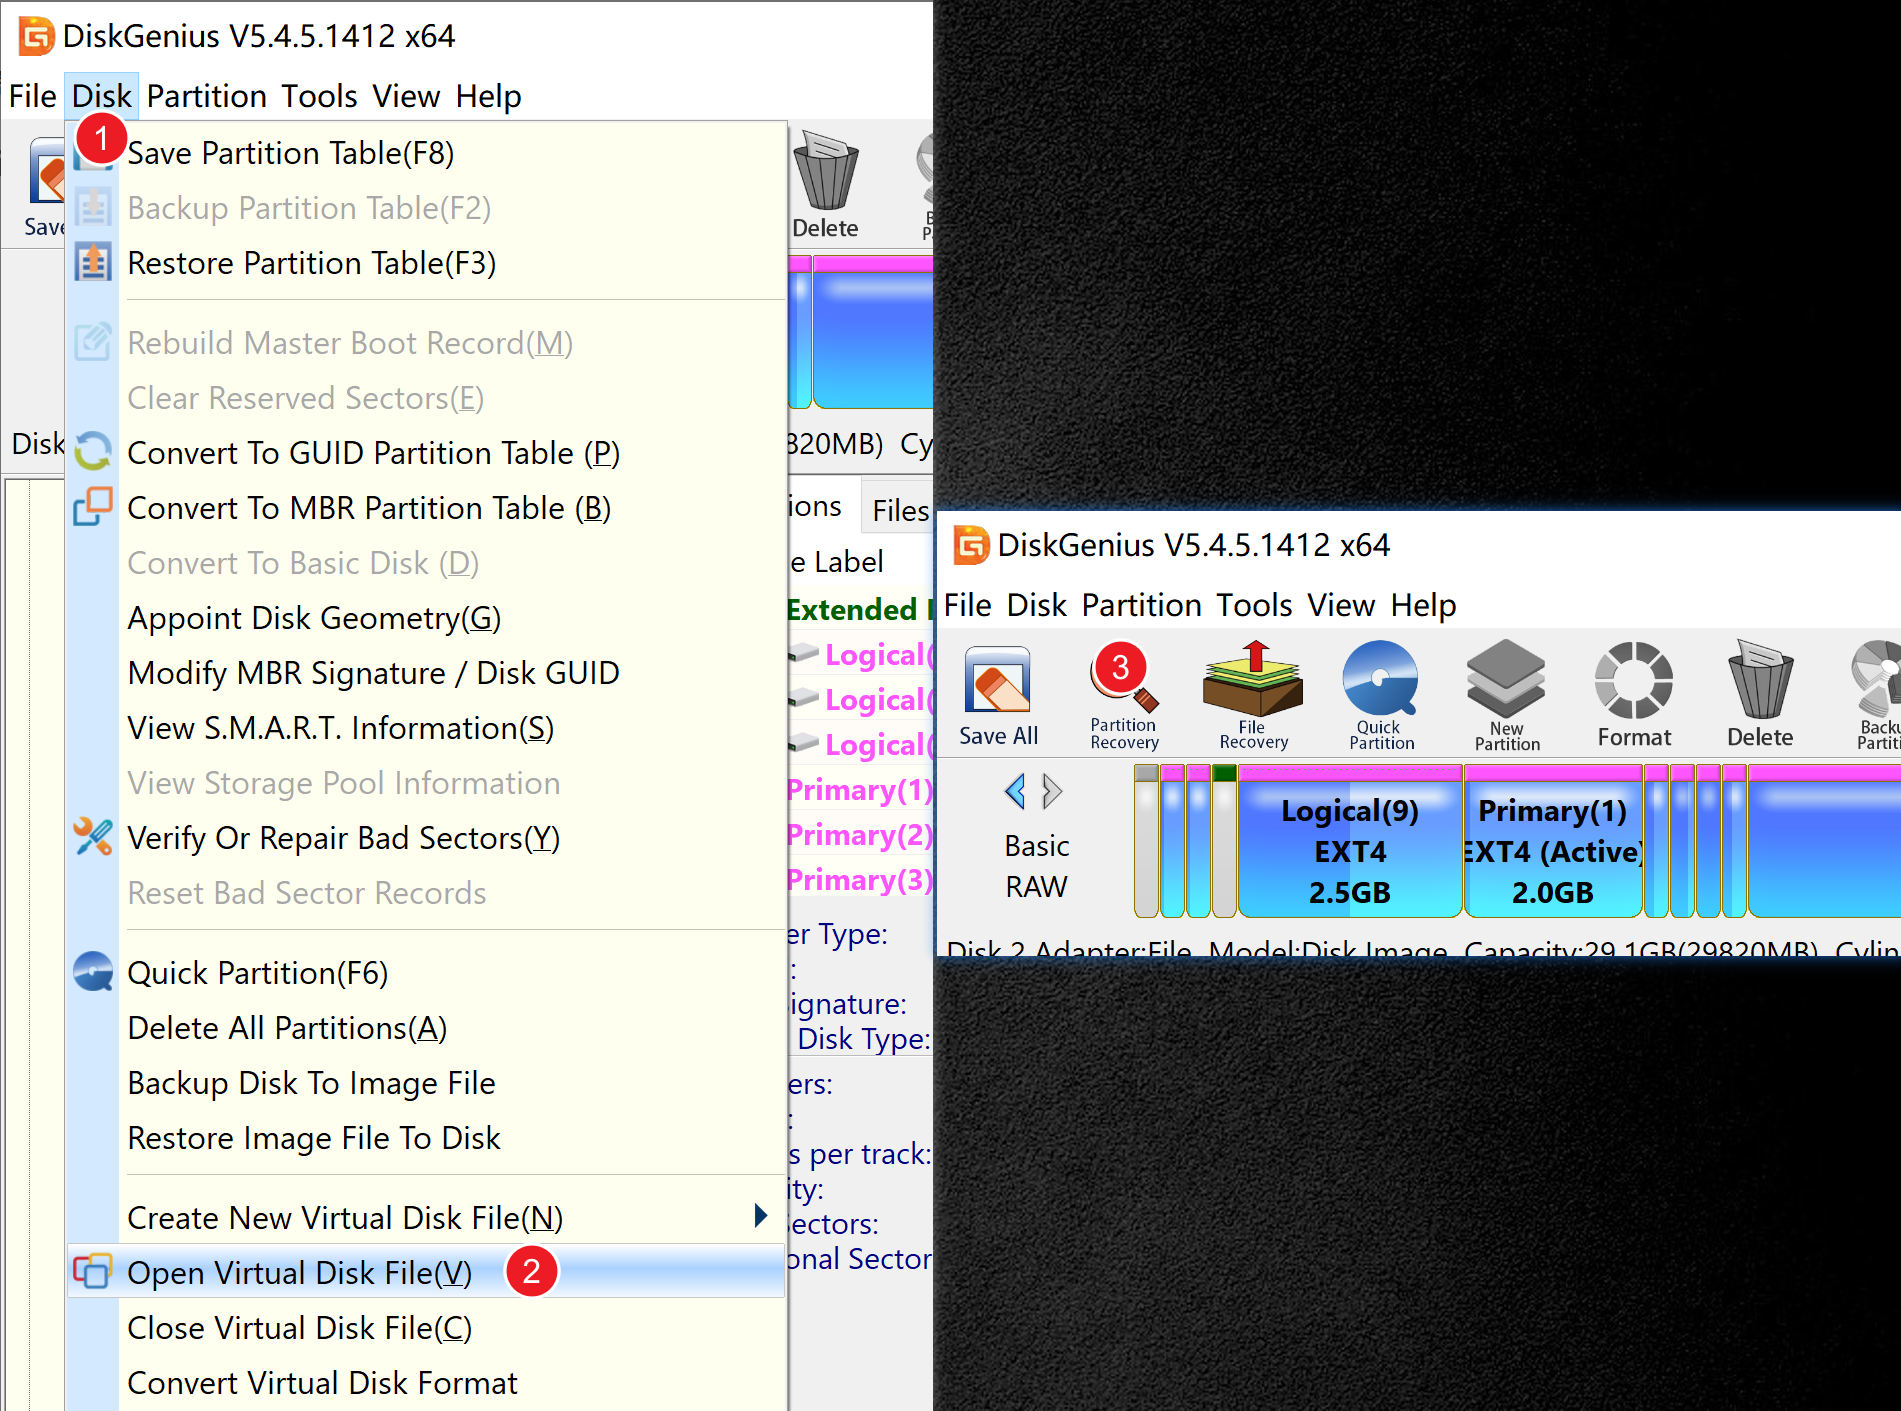 DiskGenius V5.4.5.1412 x64
File Disk Partition Tools View Help
1
Save Partition Table(F8)
Backup Partition Table(F2)
Restore Partition Table(F3)
Rebuild Master Boot Record(M)
Clear Reserved Sectors(E)
Convert To GUID Partition Table (P)
Convert To MBR Partition Table (B)
Convert To Basic Disk (D)
Appoint Disk Geometry(G)
Modify MBR Signature / Disk GUID
View S.M.A.R.T. Information(S)
View Storage Pool Information
Verify Or Repair Bad Sectors(Y)
Reset Bad Sector Records
Quick Partition(F6)
Delete All Partitions(A)
Backup Disk To Image File
Restore Image File To Disk
Create New Virtual Disk File(N)
Open Virtual Disk File(V) 2
Close Virtual Disk File(C)
Convert Virtual Disk Format
Save
Disk
Delete
820MB) Cy
ions Files
e Label
Extended
Logical(
Logical(
Logical(
Primary(1)
Primary(2)
Primary(3)
er Type:
:
ignature:
Disk Type:
ers:
:
s per track:
ity:
ectors:
onal Sector
DiskGenius V5.4.5.1412 x64
File Disk Partition Tools View Help
3
Save All
Partition
Recovery
File
Recovery
Quick
Partition
New
Partition
Format
Delete
Backu
Partiti
Basic
RAW
Logical(9)
EXT4
2.5GB
Primary(1)
EXT4 (Active)
2.0GB
Disk 2 Adapter:File Model:Disk Image Capacity:29.1GB(29820MB) Cylin